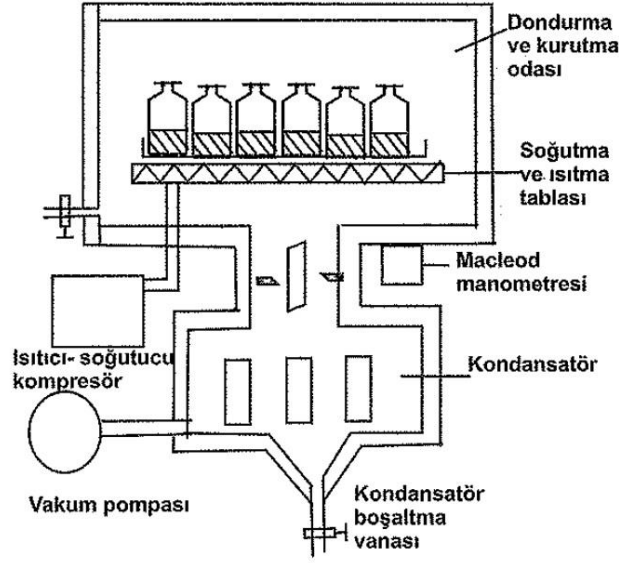 Dondurma
ve kurutma
odası
Soğutma
ve ısıtma
tablası
Macleod
manometresi
Isıtıcı- soğutucu
kompresör
Kondansatör
Vakum pompası
Kondansatör
boşaltma
vanası